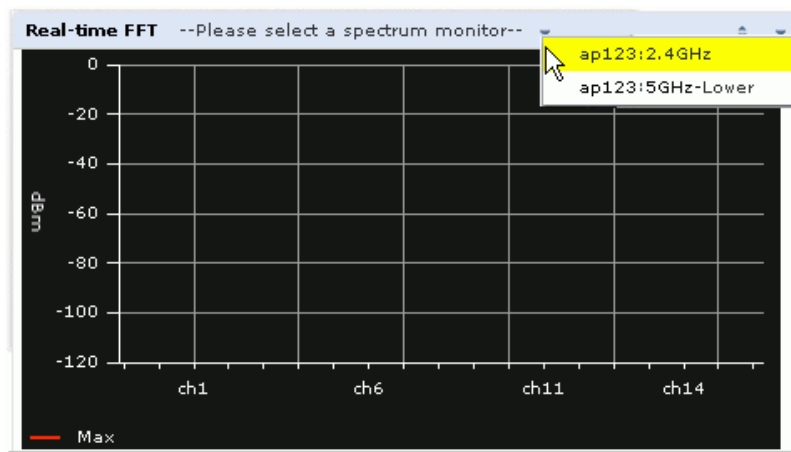 Real-time FFT --Please select a spectrum monitor--
ap123:2.4GHz
ap123:5GHz-Lower
0
-20
-40
-60
-80
-100
-120
dBm
ch1 ch6 ch11 ch14
Max